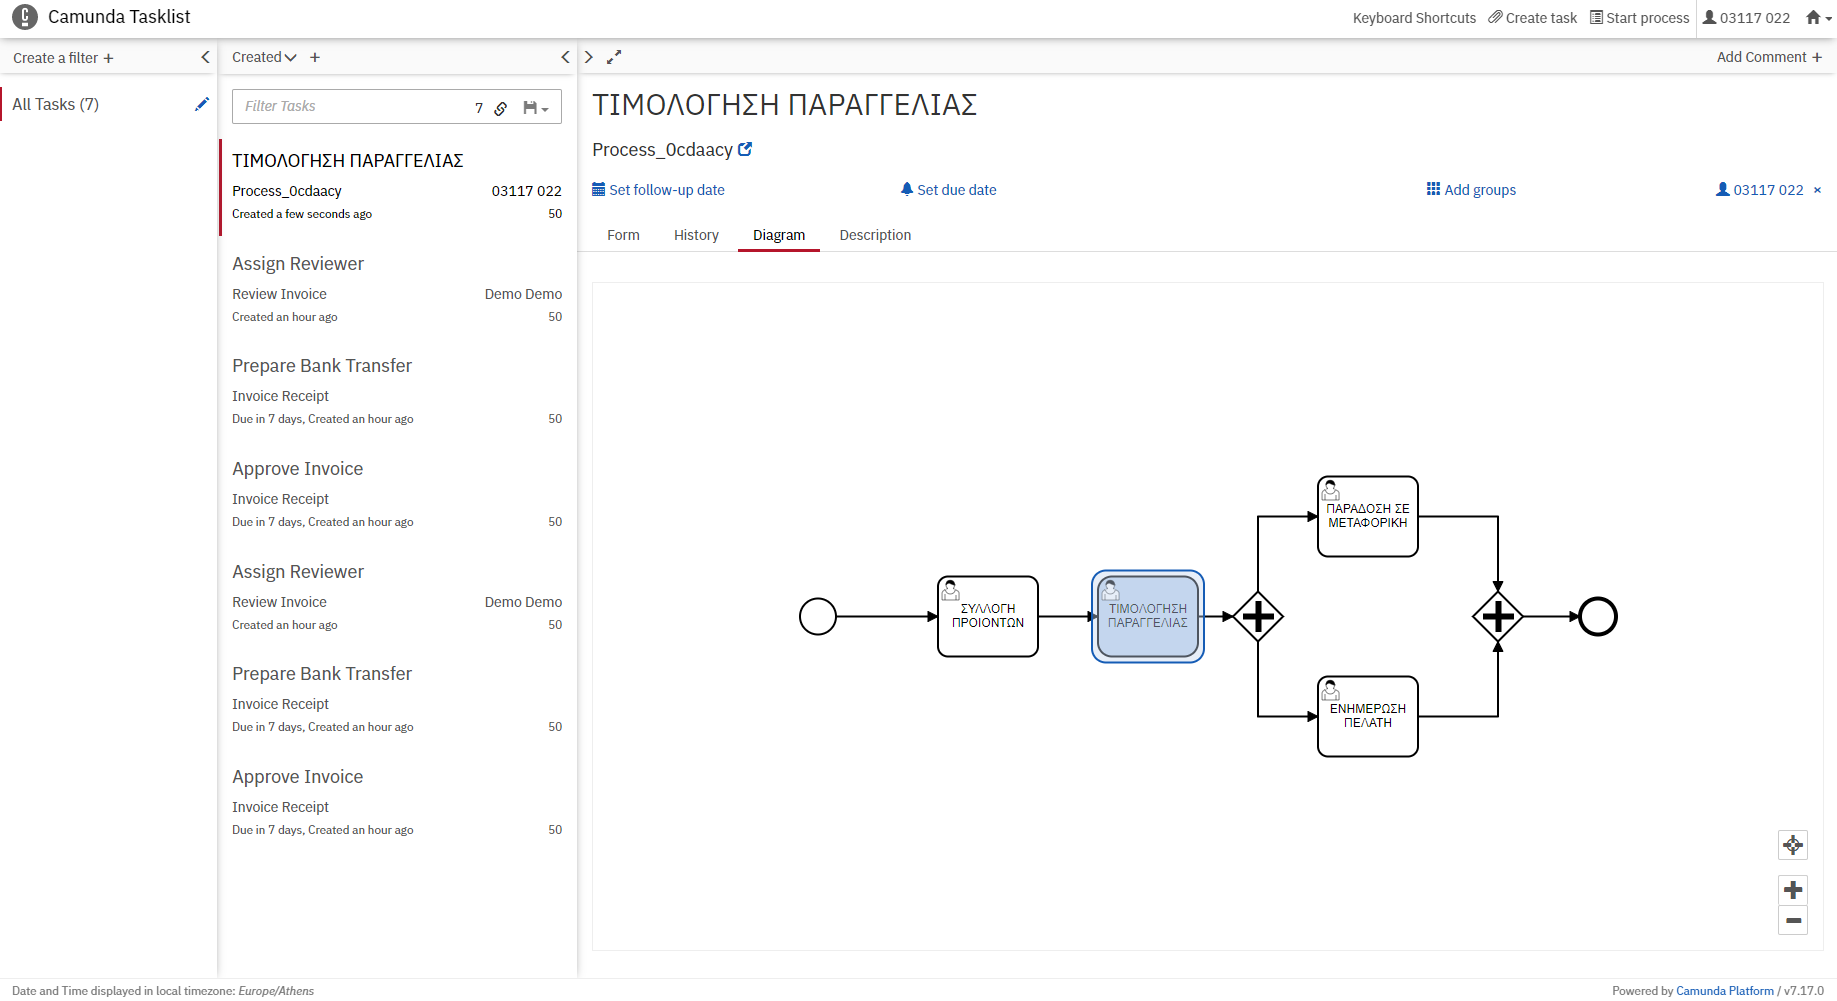 Camunda Tasklist
Keyboard Shortcuts Create task Start process 03117 022
Create a filter +
Created +
Add Comment +
All Tasks (7)
Filter Tasks 7
ΤΙΜΟΛΟΓΗΣΗ ΠΑΡΑΓΓΕΛΙΑΣ
Process_0cdaacy 03117 022
Created a few seconds ago 50
Assign Reviewer
Review Invoice Demo Demo
Created an hour ago 50
Prepare Bank Transfer
Invoice Receipt
Due in 7 days, Created an hour ago 50
Approve Invoice
Invoice Receipt
Due in 7 days, Created an hour ago 50
Assign Reviewer
Review Invoice Demo Demo
Created an hour ago 50
Prepare Bank Transfer
Invoice Receipt
Due in 7 days, Created an hour ago 50
Approve Invoice
Invoice Receipt
Due in 7 days, Created an hour ago 50
ΤΙΜΟΛΟΓΗΣΗ ΠΑΡΑΓΓΕΛΙΑΣ
Process_0cdaacy
Set follow-up date Set due date Add groups 03117 022 ×
Form History Diagram Description
ΣΥΛΛΟΓΗ
ΠΡΟΙΟΝΤΩΝ
ΤΙΜΟΛΟΓΗΣΗ
ΠΑΡΑΓΓΕΛΙΑΣ
ΠΑΡΑΔΟΣΗ ΣΕ
ΜΕΤΑΦΟΡΙΚΗ
ΕΝΗΜΕΡΩΣΗ
ΠΕΛΑΤΗ
Date and Time displayed in local timezone: Europe/Athens
Powered by Camunda Platform / v7.17.0